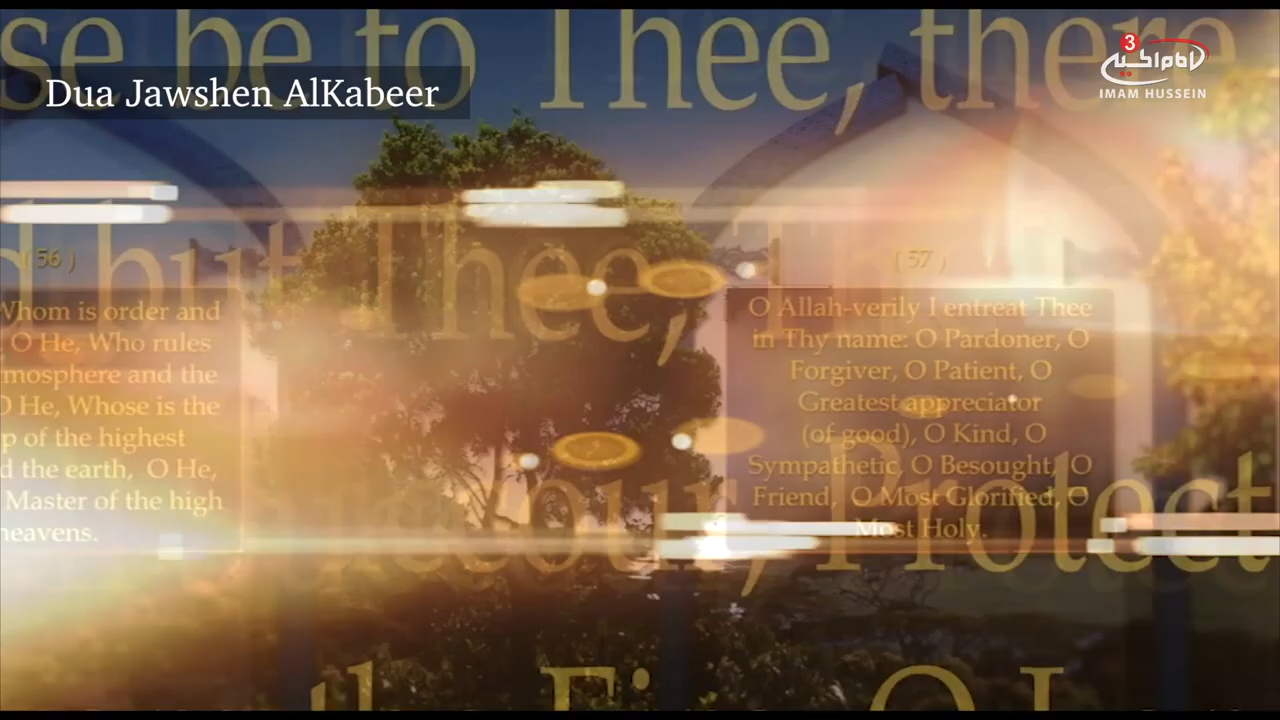 se be to Thee, there
Dua Jawshen AlKabeer
3
IMAM HUSSEIN
but Thee, Th
( 56 )
Whom is order and
O He, Who rules
mosphere and the
O He, Whose is the
p of the highest
d the earth, O He,
Master of the high
heavens.
( 57 )
O Allah-verily I entreat Thee
in Thy name: O Pardoner, O
Forgiver, O Patient, O
Greatest appreciator
(of good), O Kind, O
Sympathetic, O Besought, O
Friend, O Most Glorified, O
Most Holy.
ccour, Protect